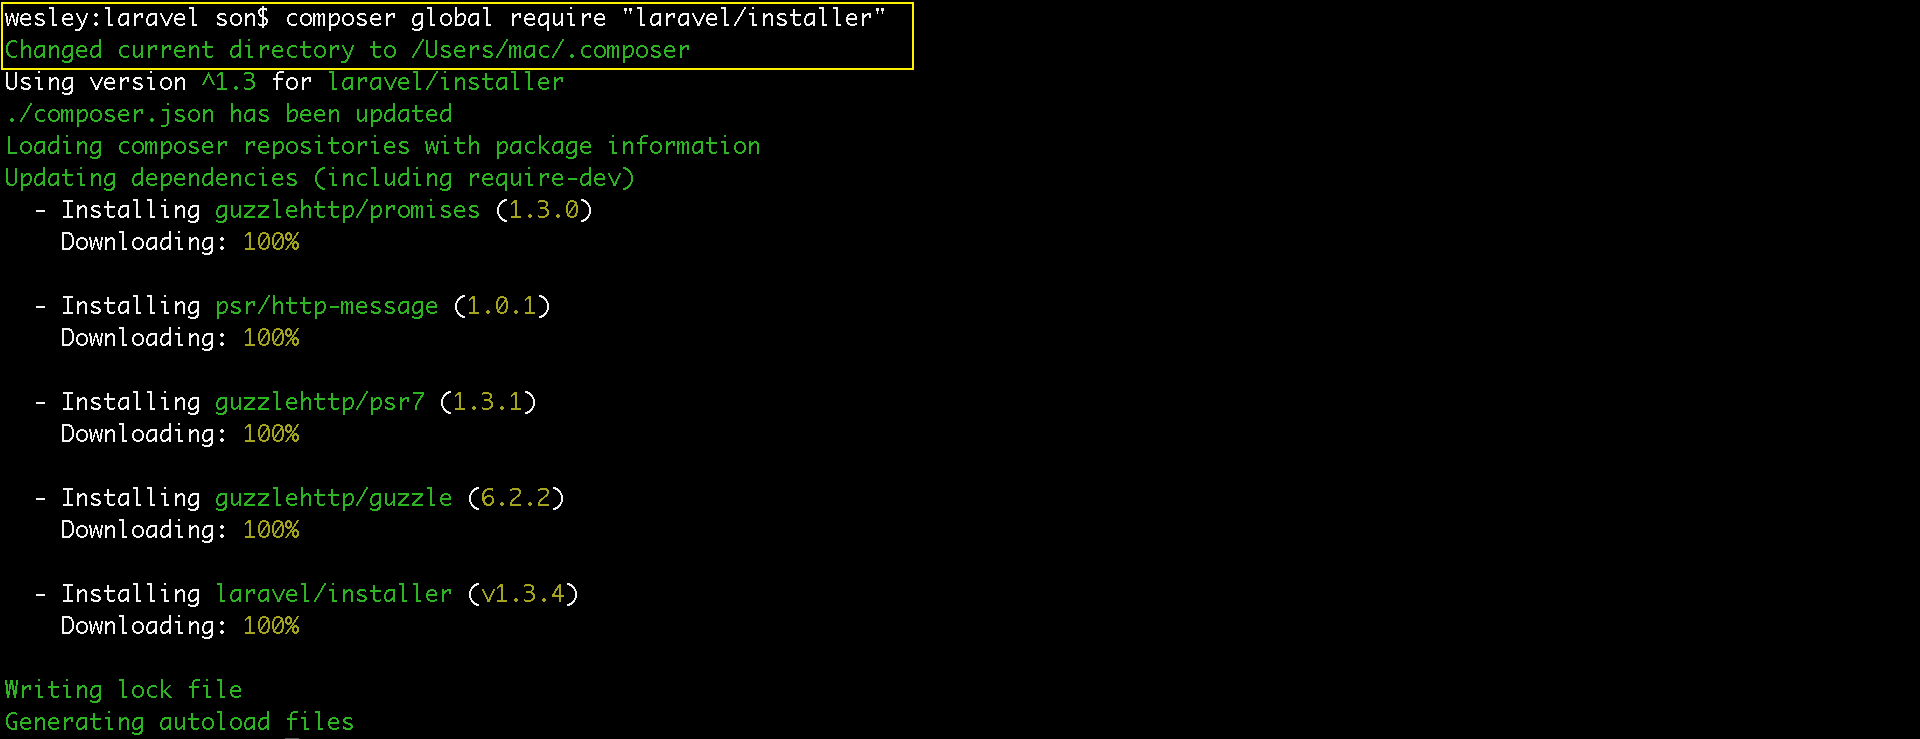 wesley:laravel son$ composer global require "laravel/installer"
Changed current directory to /Users/mac/.composer
Using version ^1.3 for laravel/installer
./composer.json has been updated
Loading composer repositories with package information
Updating dependencies (including require-dev)
  - Installing guzzlehttp/promises (1.3.0)
    Downloading: 100%
  - Installing psr/http-message (1.0.1)
    Downloading: 100%
  - Installing guzzlehttp/psr7 (1.3.1)
    Downloading: 100%
  - Installing guzzlehttp/guzzle (6.2.2)
    Downloading: 100%
  - Installing laravel/installer (v1.3.4)
    Downloading: 100%
Writing lock file
Generating autoload files